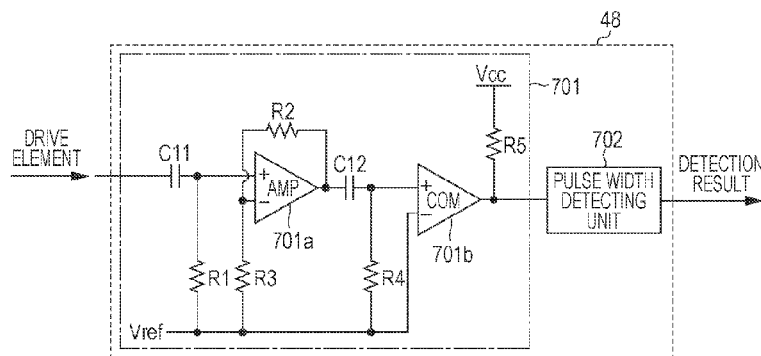 48
Vcc
701
R2
R5
DRIVE
ELEMENT
C11
C12
702
PULSE WIDTH
DETECTING
UNIT
DETECTION
RESULT
+
AMP
−
701a
+
COM
−
701b
R1
R3
R4
Vref